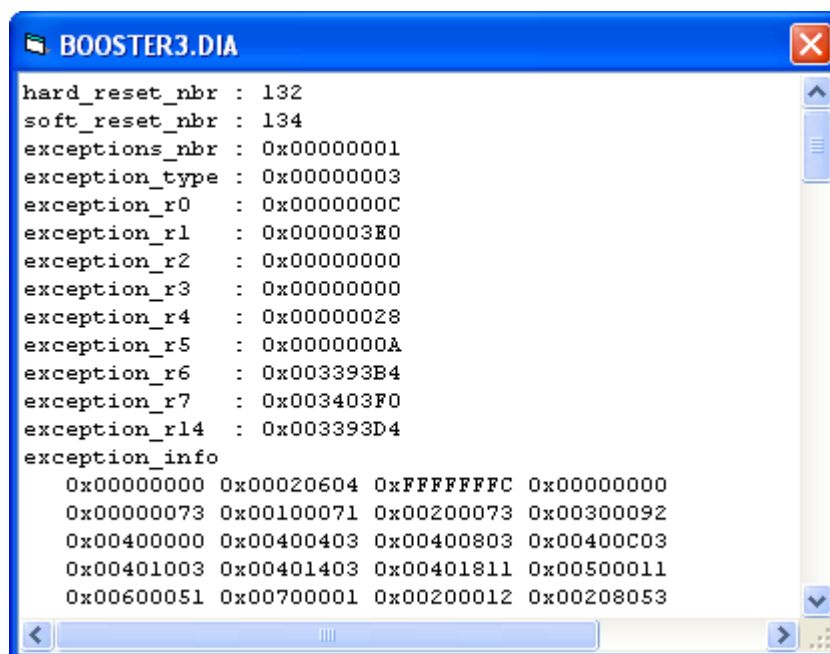 BOOSTER3.DIA
hard_reset_nbr : 132
soft_reset_nbr : 134
exceptions_nbr : 0x00000001
exception_type : 0x00000003
exception_r0 : 0x0000000C
exception_r1 : 0x000003E0
exception_r2 : 0x00000000
exception_r3 : 0x00000000
exception_r4 : 0x00000028
exception_r5 : 0x0000000A
exception_r6 : 0x003393B4
exception_r7 : 0x003403F0
exception_r14 : 0x003393D4
exception_info
0x00000000 0x00020604 0xFFFFFFFC 0x00000000
0x00000073 0x00100071 0x00200073 0x00300092
0x00400000 0x00400403 0x00400803 0x00400C03
0x00401003 0x00401403 0x00401811 0x00500011
0x00600051 0x00700001 0x00200012 0x00208053